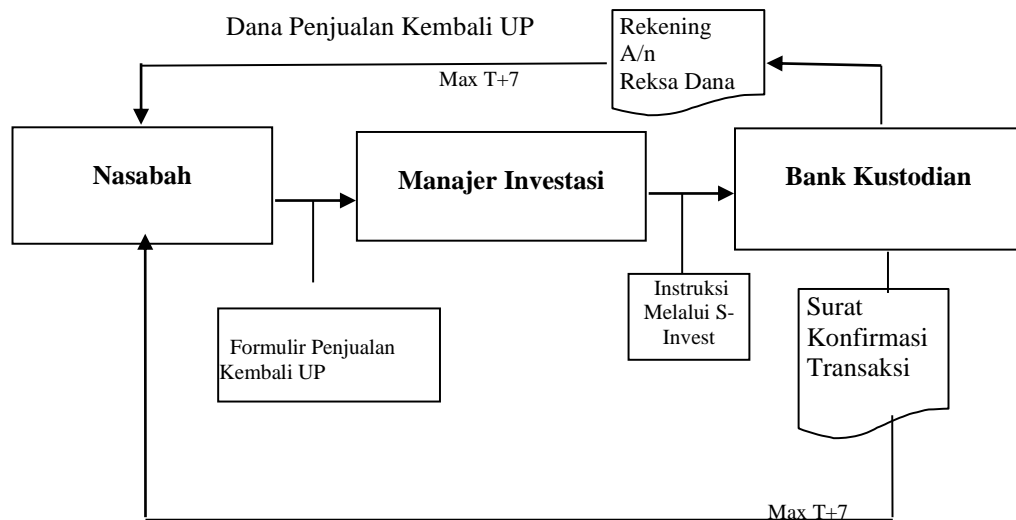 Dana Penjualan Kembali UP
Rekening
A/n
Reksa Dana
Max T+7
Nasabah
Manajer Investasi
Bank Kustodian
Formulir Penjualan
Kembali UP
Instruksi
Melalui S-
Invest
Surat
Konfirmasi
Transaksi
Max T+7